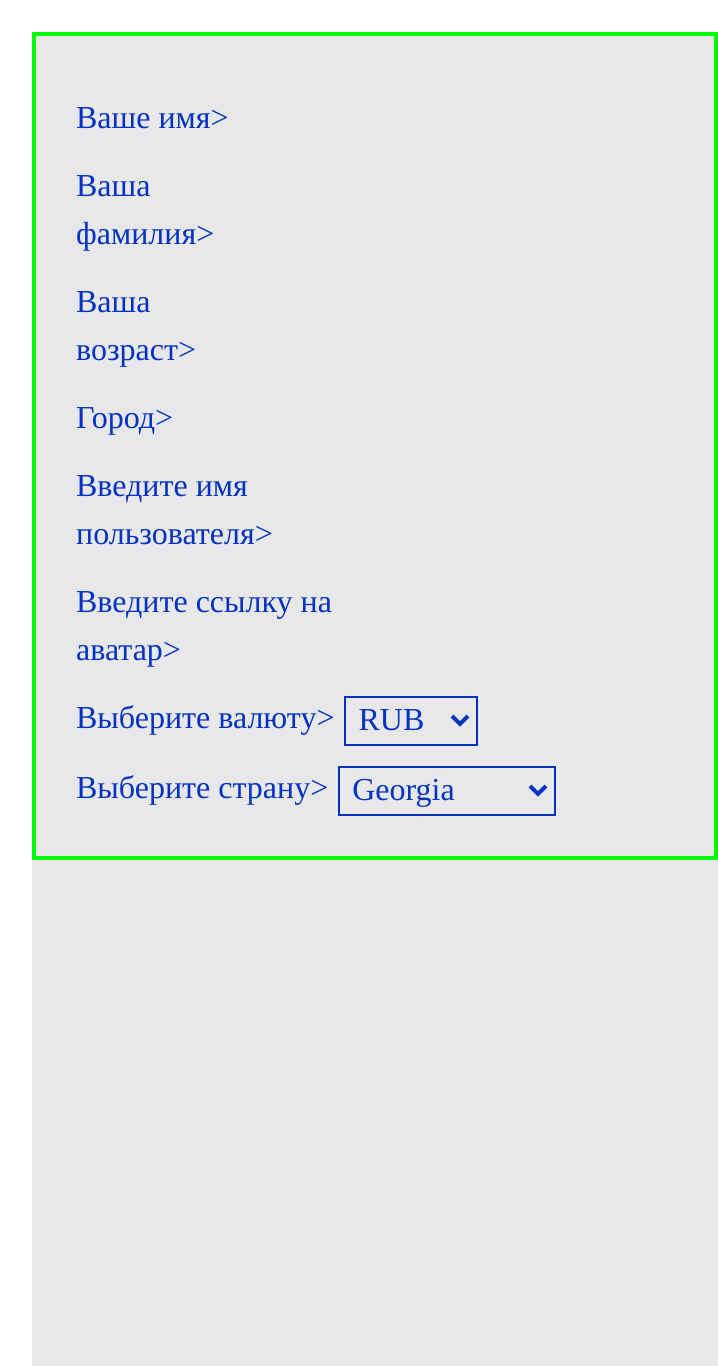 Ваше имя>
Ваша
фамилия>
Ваша
возраст>
Город>
Введите имя
пользователя>
Введите ссылку на
аватар>
Выберите валюту> RUB
Выберите страну> Georgia